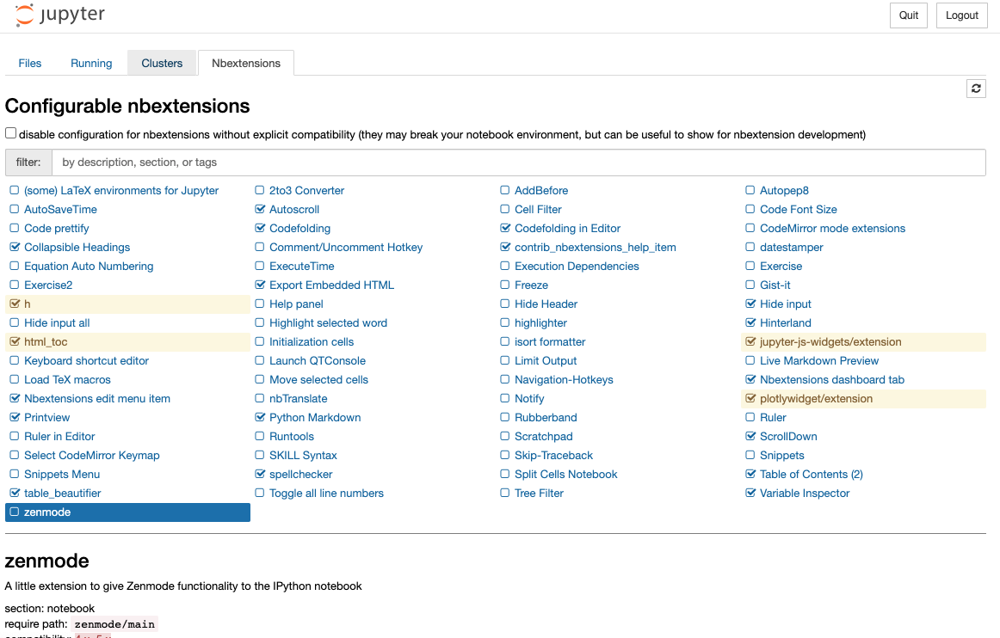 jupyter
Quit Logout
Files Running Clusters Nbextensions
Configurable nbextensions
disable configuration for nbextensions without explicit compatibility (they may break your notebook environment, but can be useful to show for nbextension development)
filter: by description, section, or tags
(some) LaTeX environments for Jupyter 2to3 Converter AddBefore Autopep8
AutoSaveTime Autoscroll Cell Filter Code Font Size
Code prettify Codefolding Codefolding in Editor CodeMirror mode extensions
Collapsible Headings Comment/Uncomment Hotkey contrib_nbextensions_help_item datestamper
Equation Auto Numbering ExecuteTime Execution Dependencies Exercise
Exercise2 Export Embedded HTML Freeze Gist-it
h Help panel Hide Header Hide input
Hide input all Highlight selected word highlighter Hinterland
html_toc Initialization cells isort formatter jupyter-js-widgets/extension
Keyboard shortcut editor Launch QTConsole Limit Output Live Markdown Preview
Load TeX macros Move selected cells Navigation-Hotkeys Nbextensions dashboard tab
Nbextensions edit menu item nbTranslate Notify plotlywidget/extension
Printview Python Markdown Rubberband Ruler
Ruler in Editor Runtools Scratchpad ScrollDown
Select CodeMirror Keymap SKILL Syntax Skip-Traceback Snippets
Snippets Menu spellchecker Split Cells Notebook Table of Contents (2)
table_beautifier Toggle all line numbers Tree Filter Variable Inspector
zenmode
zenmode
A little extension to give Zenmode functionality to the IPython notebook
section: notebook
require path: zenmode/main
compatibility: